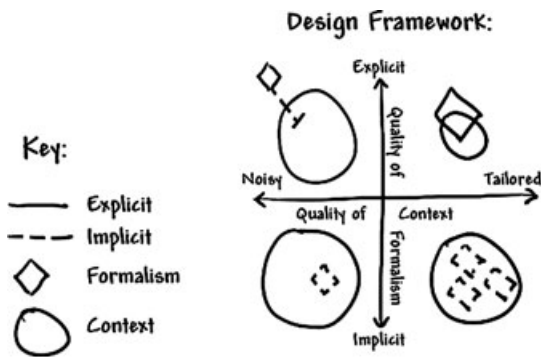 Design Framework:
Explicit
Key:
Quality of
Noisy
Tailored
Explicit
Quality of
Context
Implicit
Formalism
Formalism
Context
Implicit